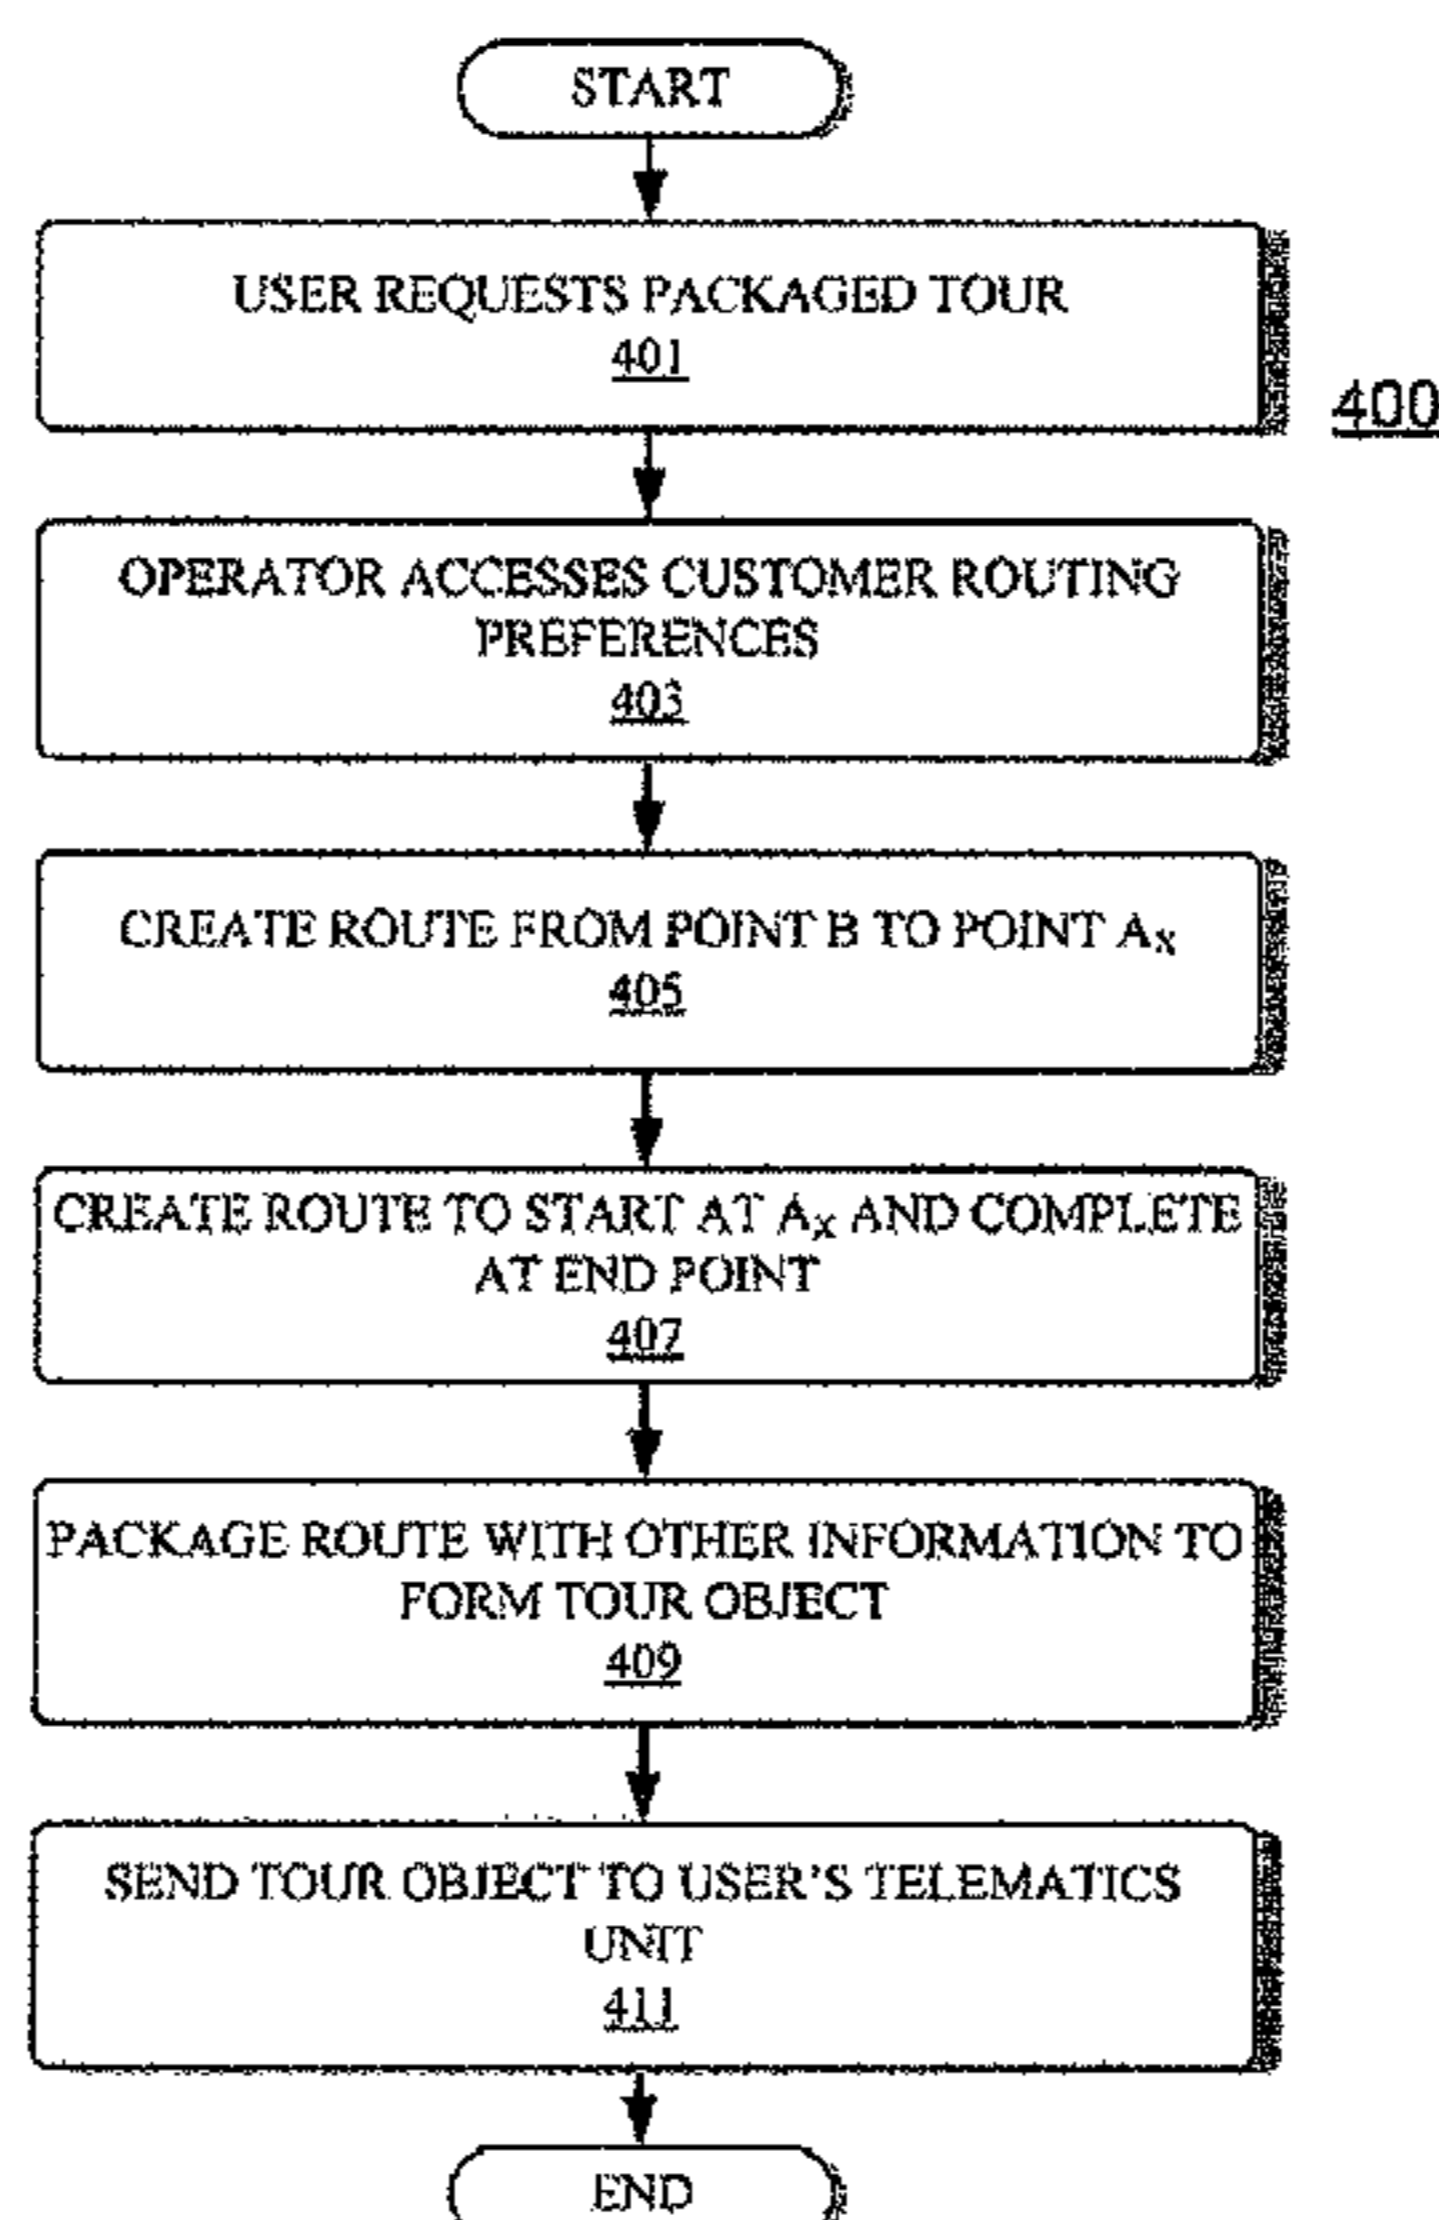 START
USER REQUESTS PACKAGED TOUR
401
400
OPERATOR ACCESSES CUSTOMER ROUTING
PREFERENCES
403
CREATE ROUTE FROM POINT B TO POINT AX
405
CREATE ROUTE TO START AT AX AND COMPLETE
AT END POINT
407
PACKAGE ROUTE WITH OTHER INFORMATION TO
FORM TOUR OBJECT
409
SEND TOUR OBJECT TO USER'S TELEMATICS
UNIT
411
END